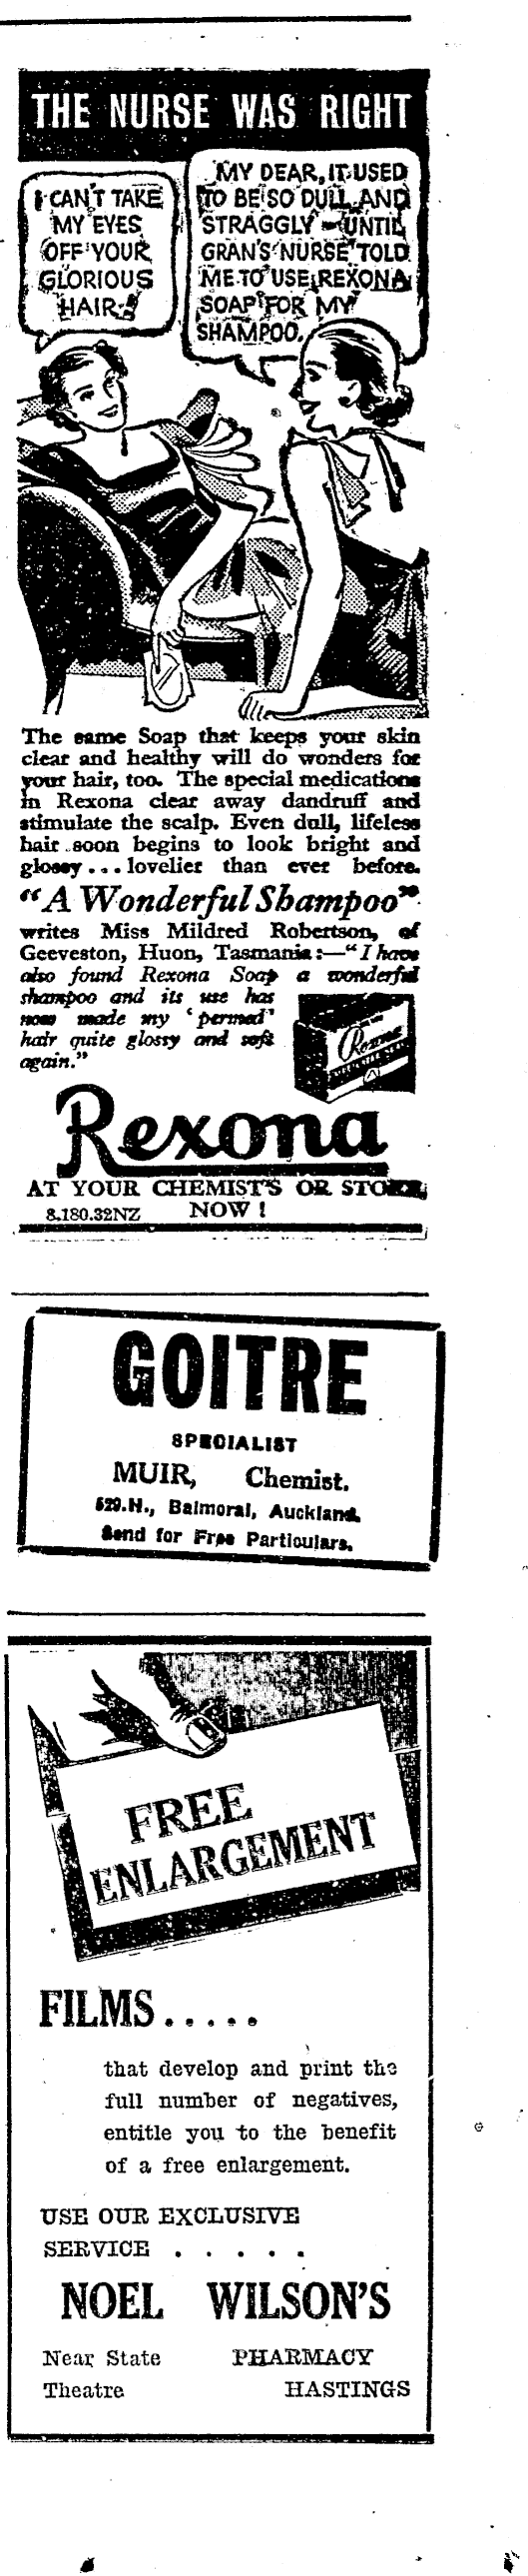 THE NURSE WAS RIGHT
I CAN'T TAKE
MY EYES
OFF YOUR
GLORIOUS
HAIR!
MY DEAR, IT USED
TO BE SO DULL AND
STRAGGLY — UNTIL
GRAN'S NURSE TOLD
ME TO USE REXONA
SOAP FOR MY
SHAMPOO.
The same Soap that keeps your skin
clear and healthy will do wonders for
your hair, too. The special medications
in Rexona clear away dandruff and
stimulate the scalp. Even dull, lifeless
hair soon begins to look bright and
glossy . . . lovelier than ever before.
“A Wonderful Shampoo”
writes Miss Mildred Robertson, of
Geeveston, Huon, Tasmania:—“I have
also found Rexona Soap a wonderful
shampoo and its use has
now made my ‘permed’
hair quite glossy and soft
again.”
Rexona
Rexona
AT YOUR CHEMIST'S OR STORE,
8.180.32NZ NOW !
GOITRE
SPECIALIST
MUIR, Chemist.
529.H., Balmoral, Auckland.
Send for Free Particulars.
FREE
ENLARGEMENT
FILMS . . . . .
that develop and print the
full number of negatives,
entitle you to the benefit
of a free enlargement.
USE OUR EXCLUSIVE
SERVICE . . . . .
NOEL WILSON'S
Near State PHARMACY
Theatre HASTINGS